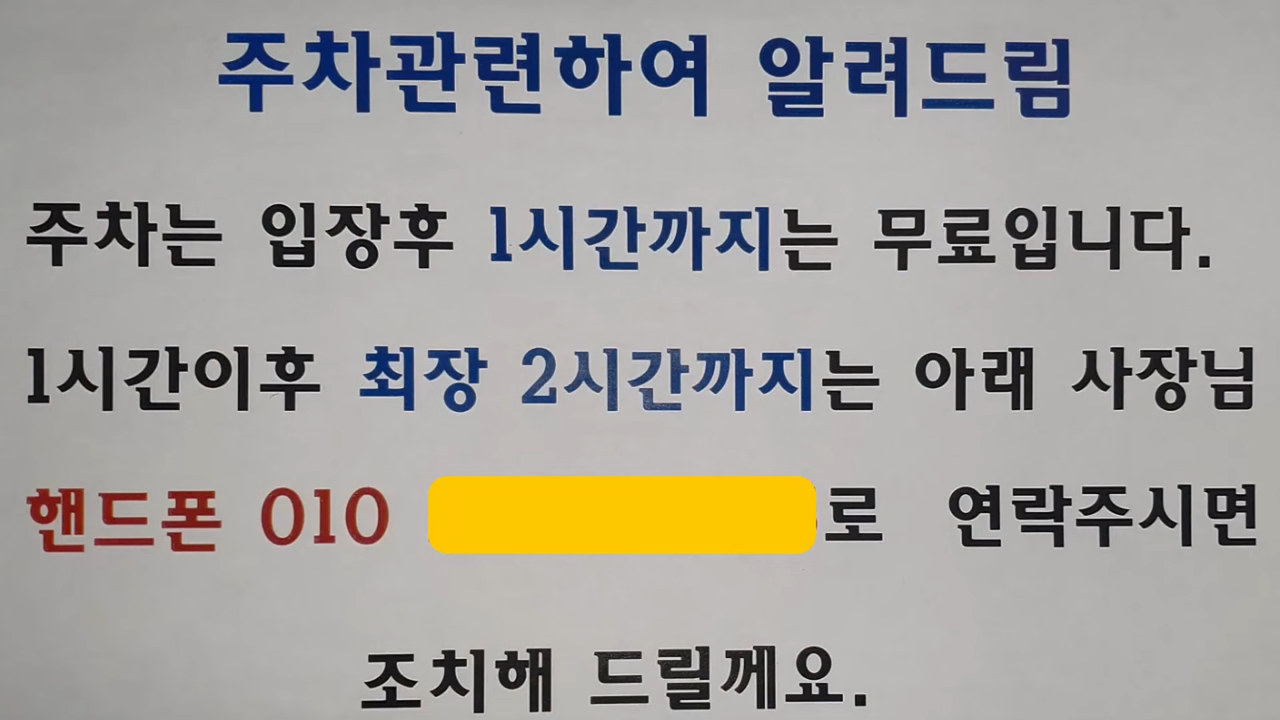 주차관련하여 알려드림
주차는 입장후 1시간까지는 무료입니다.
1시간이후 최장 2시간까지는 아래 사장님
핸드폰 010 로 연락주시면
조치해 드릴께요.